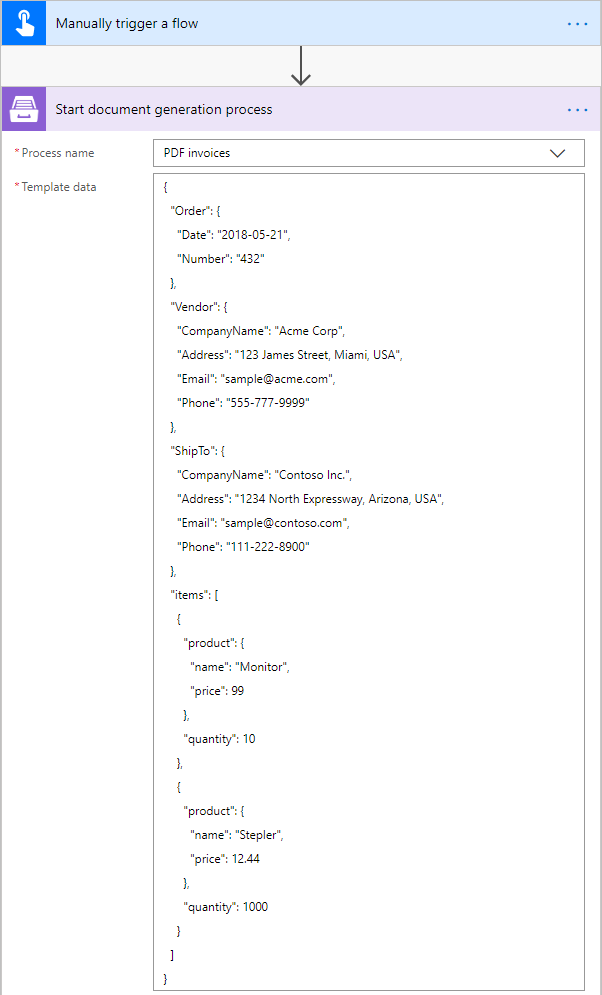 Manually trigger a flow
Start document generation process
*Process name
PDF invoices
*Template data
{
"Order": {
"Date": "2018-05-21",
"Number": "432"
},
"Vendor": {
"CompanyName": "Acme Corp",
"Address": "123 James Street, Miami, USA",
"Email": "sample@acme.com",
"Phone": "555-777-9999"
},
"ShipTo": {
"CompanyName": "Contoso Inc.",
"Address": "1234 North Expressway, Arizona, USA",
"Email": "sample@contoso.com",
"Phone": "111-222-8900"
},
"items": [
{
"product": {
"name": "Monitor",
"price": 99
},
"quantity": 10
},
{
"product": {
"name": "Stepler",
"price": 12.44
},
"quantity": 1000
}
]
}